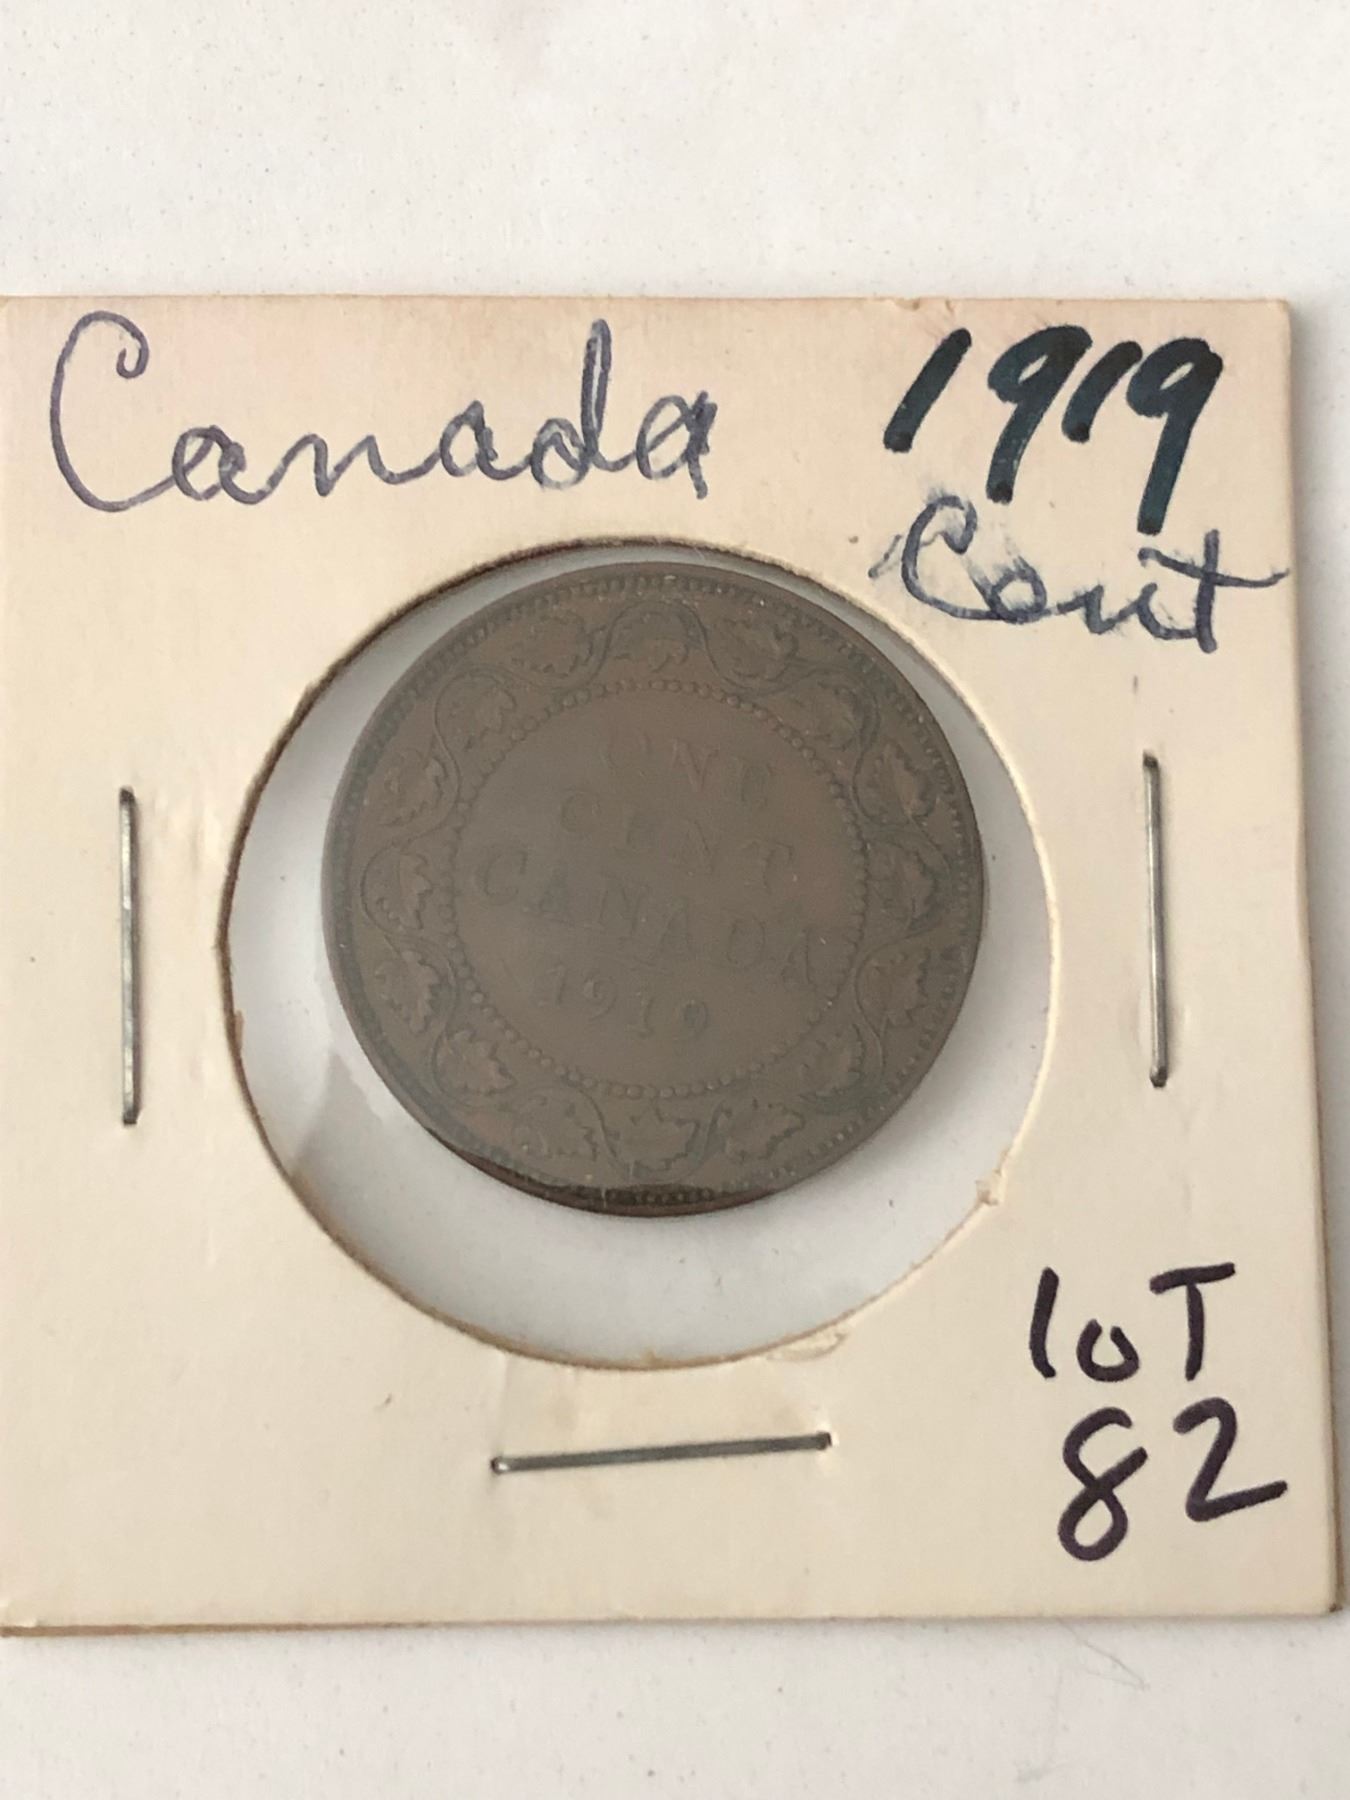 Canada 1919
Cent
ONE
CENT
CANADA
1919
LOT
82